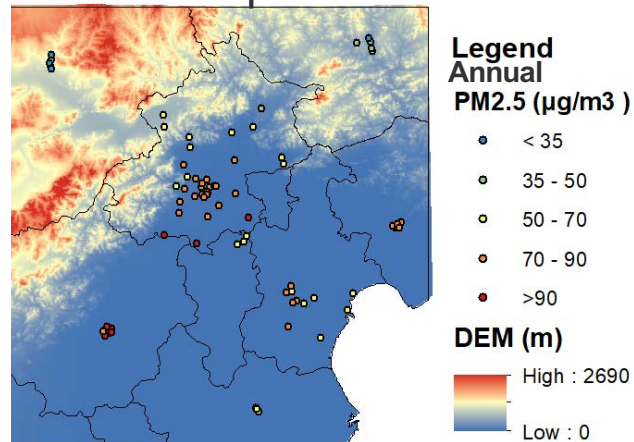 Legend
Annual
PM2.5 (µg/m3 )
< 35
35 - 50
50 - 70
70 - 90
>90
DEM (m)
High : 2690
Low : 0